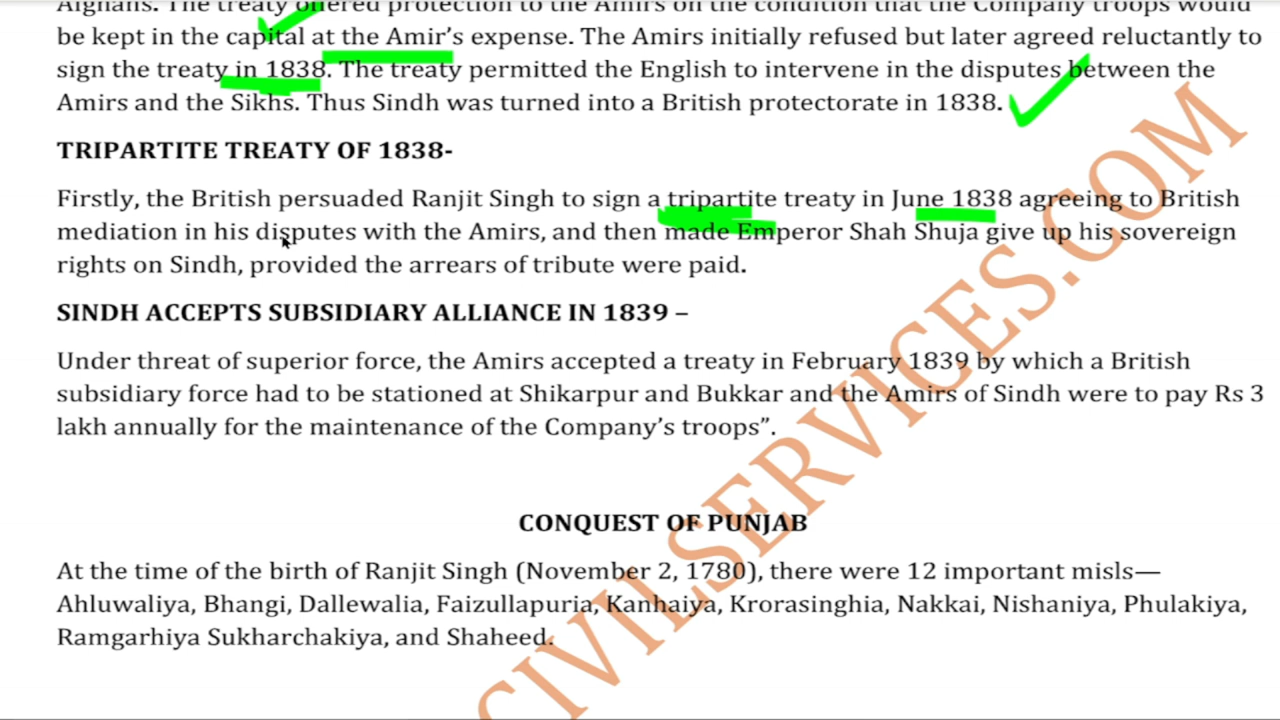 Afghans. The treaty offered protection to the Amirs on the condition that the Company troops would
be kept in the capital at the Amir's expense. The Amirs initially refused but later agreed reluctantly to
sign the treaty in 1838. The treaty permitted the English to intervene in the disputes between the
Amirs and the Sikhs. Thus Sindh was turned into a British protectorate in 1838.
TRIPARTITE TREATY OF 1838-
Firstly, the British persuaded Ranjit Singh to sign a tripartite treaty in June 1838 agreeing to British
mediation in his disputes with the Amirs, and then made Emperor Shah Shuja give up his sovereign
rights on Sindh, provided the arrears of tribute were paid.
SINDH ACCEPTS SUBSIDIARY ALLIANCE IN 1839 –
Under threat of superior force, the Amirs accepted a treaty in February 1839 by which a British
subsidiary force had to be stationed at Shikarpur and Bukkar and the Amirs of Sindh were to pay Rs 3
lakh annually for the maintenance of the Company's troops”.
CONQUEST OF PUNJAB
At the time of the birth of Ranjit Singh (November 2, 1780), there were 12 important misls—
Ahluwaliya, Bhangi, Dallewalia, Faizullapuria, Kanhaiya, Krorasinghia, Nakkai, Nishaniya, Phulakiya,
Ramgarhiya Sukharchakiya, and Shaheed.
CIVILSERVICES.COM